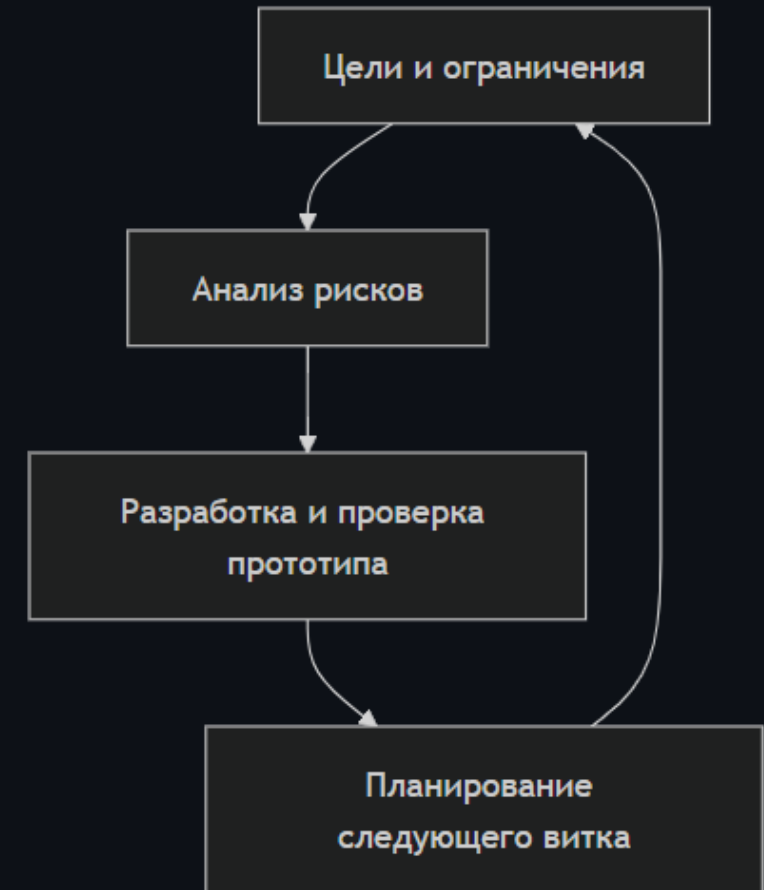 Цели и ограничения
Анализ рисков
Разработка и проверка
прототипа
Планирование
следующего витка